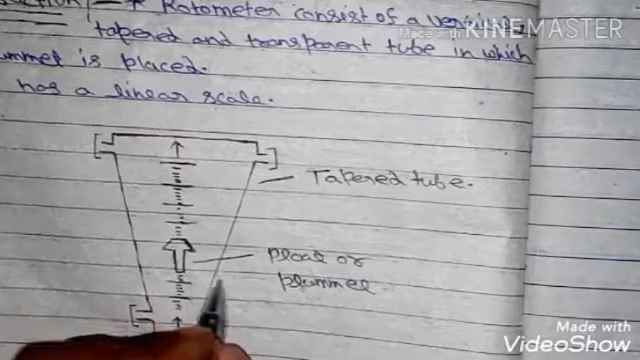 Rotometer consist of a
Made with KINEMASTER
tapered and transparent tube in which
is placed.
has a linear scale.
Tapered tube.
Float or
plummet
Made with
VideoShow